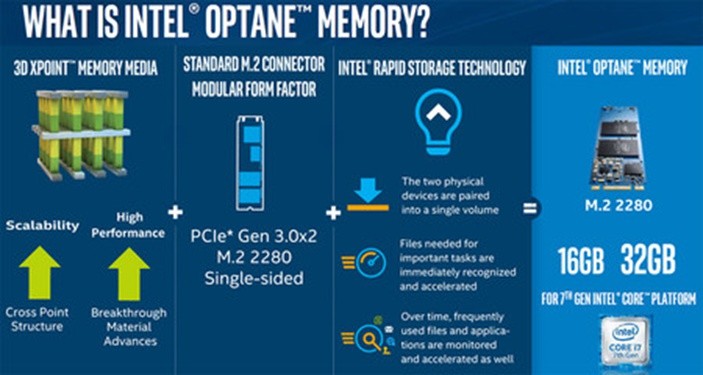 WHAT IS INTEL® OPTANE™ MEMORY?
3D XPOINT™ MEMORY MEDIA
Scalability
High
Performance
Cross Point
Structure
Breakthrough
Material
Advances
+
STANDARD M.2 CONNECTOR
MODULAR FORM FACTOR
PCIe* Gen 3.0x2
M.2 2280
Single-sided
+
INTEL® RAPID STORAGE TECHNOLOGY
The two physical
devices are paired
into a single volume
Files needed for
important tasks are
immediately recognized
and accelerated
Over time, frequently
used files and applica-
tions are monitored
and accelerated as well
=
INTEL® OPTANE™ MEMORY
M.2 2280
16GB 32GB
FOR 7TH GEN INTEL® CORE™ PLATFORM
intel
CORE i7
7th Gen